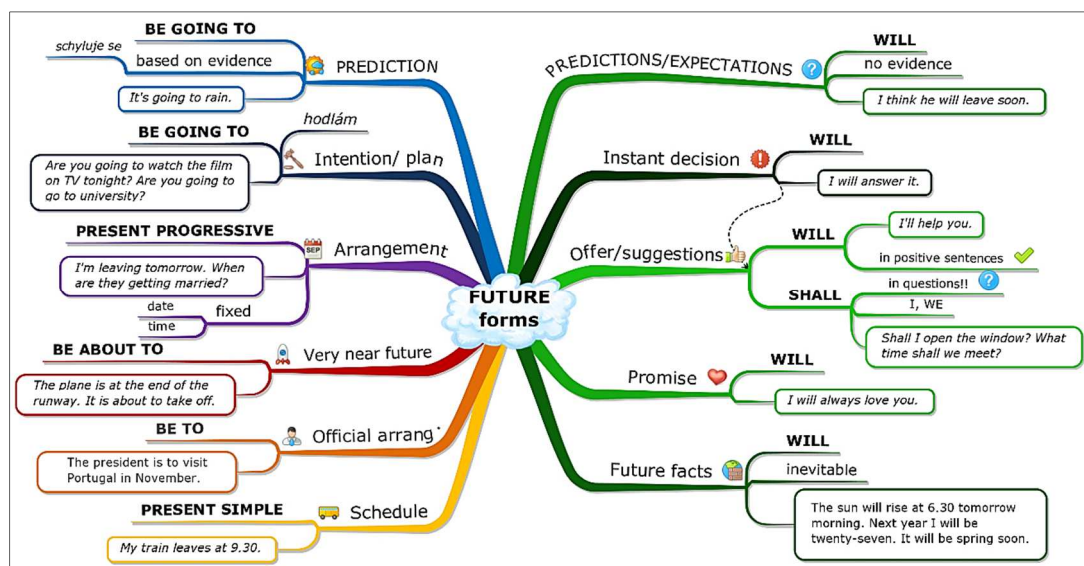 FUTURE
forms
BE GOING TO
schyluje se
based on evidence
It's going to rain.
PREDICTION
BE GOING TO
hodlám
Are you going to watch the film
on TV tonight? Are you going to
go to university?
Intention/ plan
PRESENT PROGRESSIVE
I'm leaving tomorrow. When
are they getting married?
date
time
fixed
SEP
Arrangement
BE ABOUT TO
The plane is at the end of the
runway. It is about to take off.
Very near future
BE TO
The president is to visit
Portugal in November.
Official arrang
PRESENT SIMPLE
My train leaves at 9.30.
Schedule
PREDICTIONS/EXPECTATIONS ?
WILL
no evidence
I think he will leave soon.
Instant decision !
WILL
I will answer it.
Offer/suggestions
WILL
I'll help you.
in positive sentences
SHALL
in questions!! ?
I, WE
Shall I open the window? What
time shall we meet?
Promise
WILL
I will always love you.
Future facts
WILL
inevitable
The sun will rise at 6.30 tomorrow
morning. Next year I will be
twenty-seven. It will be spring soon.